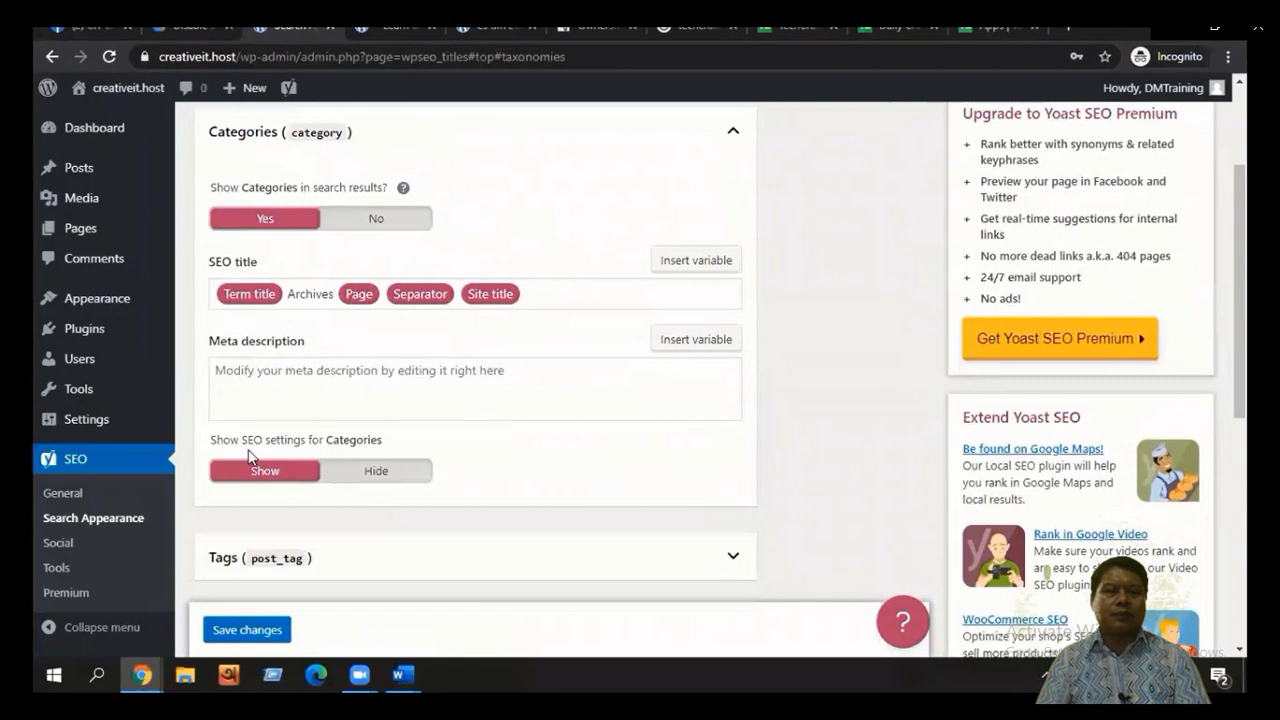 Incognito
creativeit.host/wp-admin/admin.php?page=wpseo_titles#top#taxonomies
creativeit.host
0
New
Howdy, DMTraining
Dashboard
Posts
Media
Pages
Comments
Appearance
Plugins
Users
Tools
Settings
SEO
General
Search Appearance
Social
Tools
Premium
Collapse menu
Categories ( category )
Show Categories in search results? ?
Yes No
SEO title
Insert variable
Term title Archives Page Separator Site title
Meta description
Insert variable
Modify your meta description by editing it right here
Show SEO settings for Categories
Show Hide
Tags ( post_tag )
Save changes
?
Upgrade to Yoast SEO Premium
+ Rank better with synonyms & related
keyphrases
+ Preview your page in Facebook and
Twitter
+ Get real-time suggestions for internal
links
+ No more dead links a.k.a. 404 pages
+ 24/7 email support
+ No ads!
Get Yoast SEO Premium
Extend Yoast SEO
Be found on Google Maps!
Our Local SEO plugin will help
you rank in Google Maps and
local results.
Rank in Google Video
Make sure your videos rank and
our Video
SEO plugin
WooCommerce SEO
Optimize your shop's
sell more
Activate
2